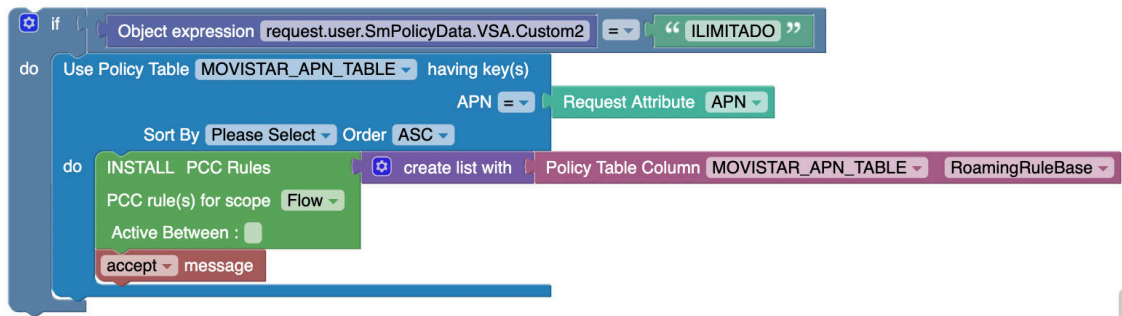 if Object expression request.user.SmPolicyData.VSA.Custom2 = “ ILIMITADO ”
do Use Policy Table MOVISTAR_APN_TABLE having key(s)
APN = Request Attribute APN
Sort By Please Select Order ASC
do INSTALL PCC Rules create list with Policy Table Column MOVISTAR_APN_TABLE RoamingRuleBase
PCC rule(s) for scope Flow
Active Between :
accept message